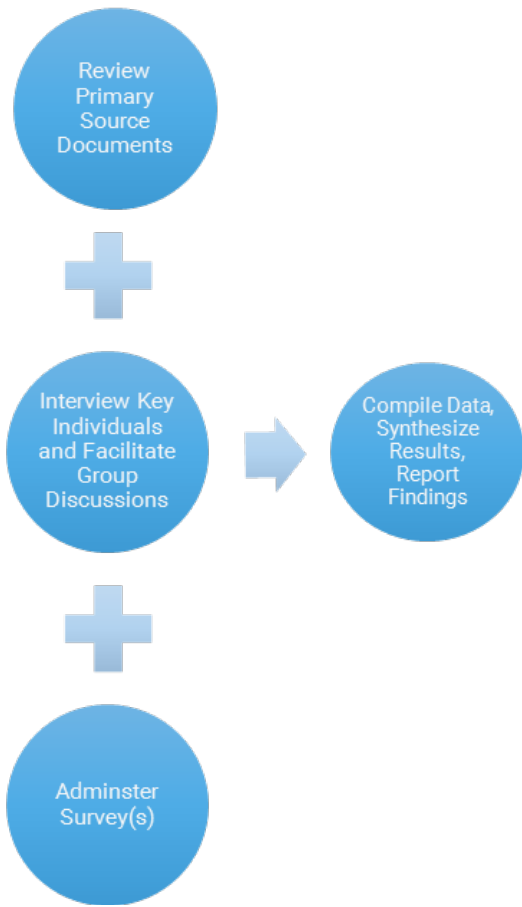 Review
Primary
Source
Documents
Interview Key
Individuals
and Facilitate
Group
Discussions
Compile Data,
Synthesize
Results,
Report
Findings
Adminster
Survey(s)